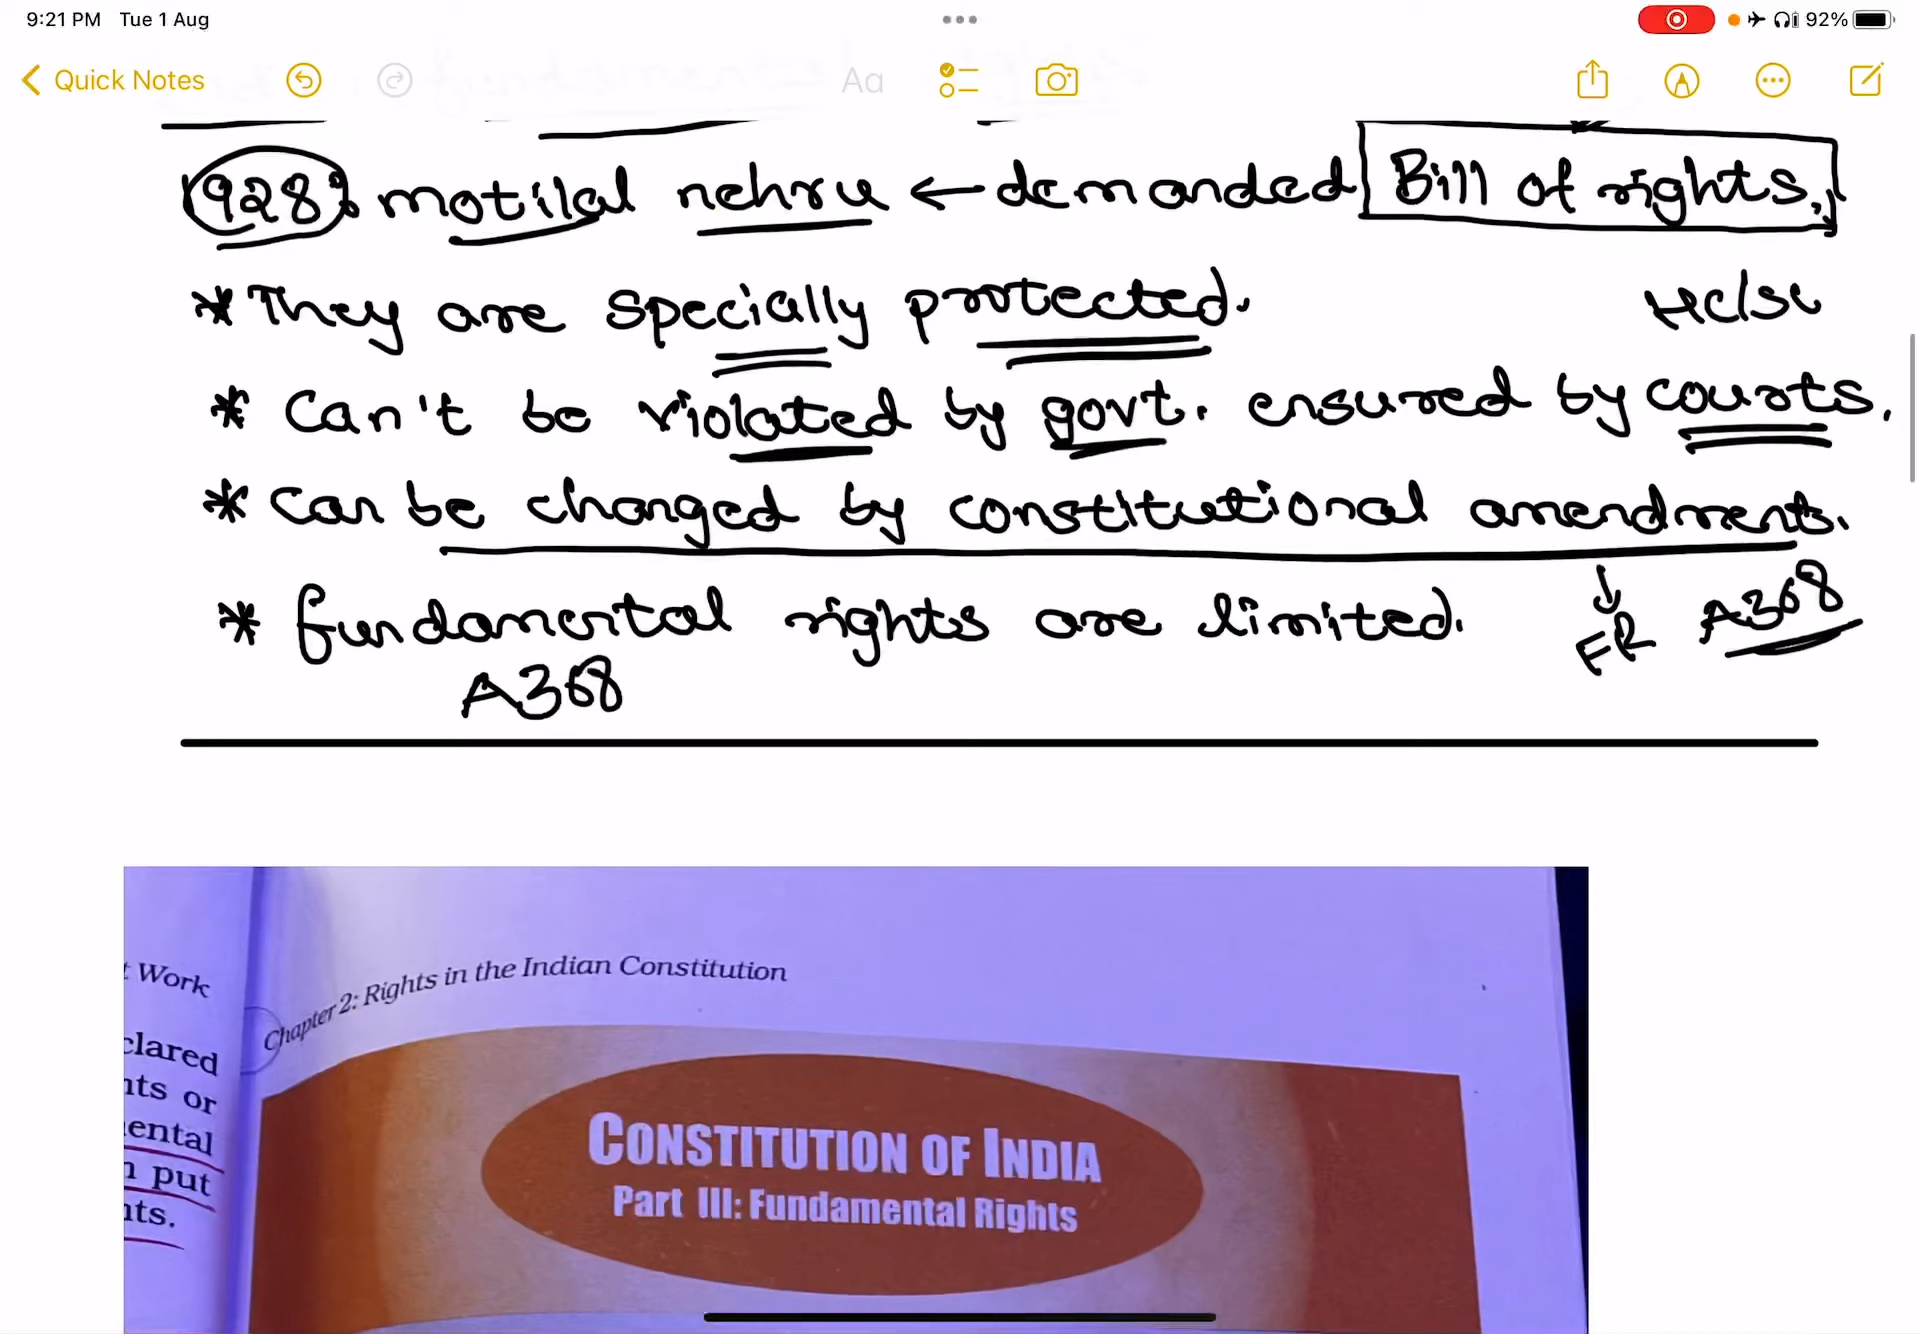 9:21 PM Tue 1 Aug
92%
Quick Notes
Aa
1928: motilal nehru ← demanded Bill of rights.
* They are specially protected. HC/SC
* Can't be violated by govt. ensured by courts.
* Can be changed by constitutional amendments.
* fundamental rights are limited. ↓ FR A368
A368
t Work
Chapter 2: Rights in the Indian Constitution
clared
nts or
ental
n put
nts.
CONSTITUTION OF INDIA
Part III: Fundamental Rights